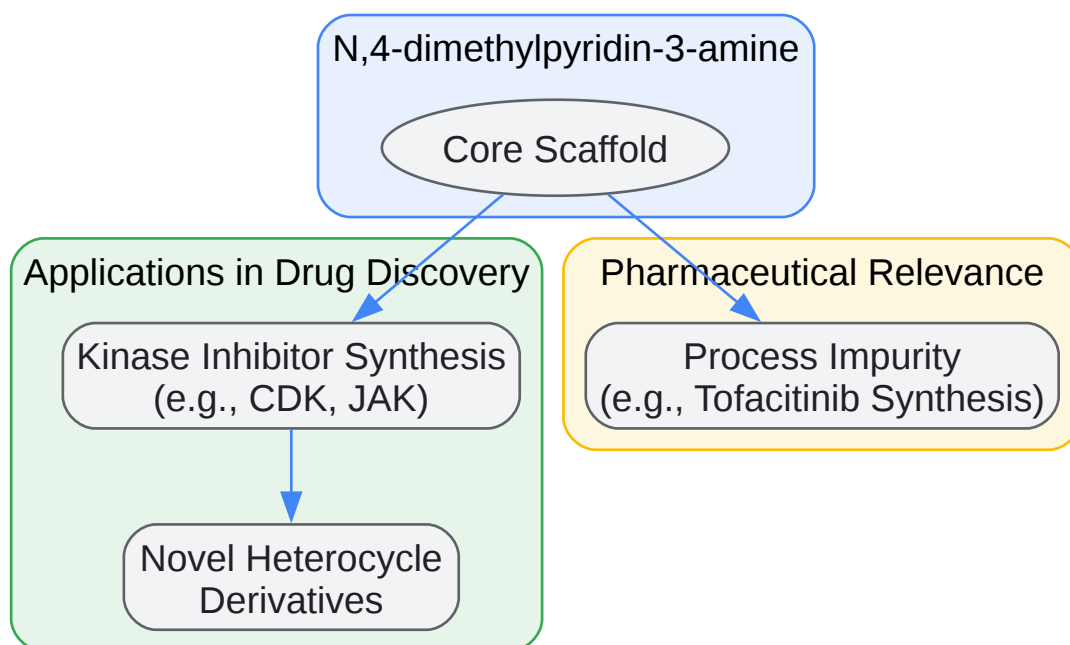 N,4-dimethylpyridin-3-amine
Core Scaffold
Applications in Drug Discovery
Kinase Inhibitor Synthesis
(e.g., CDK, JAK)
Novel Heterocycle
Derivatives
Pharmaceutical Relevance
Process Impurity
(e.g., Tofacitinib Synthesis)